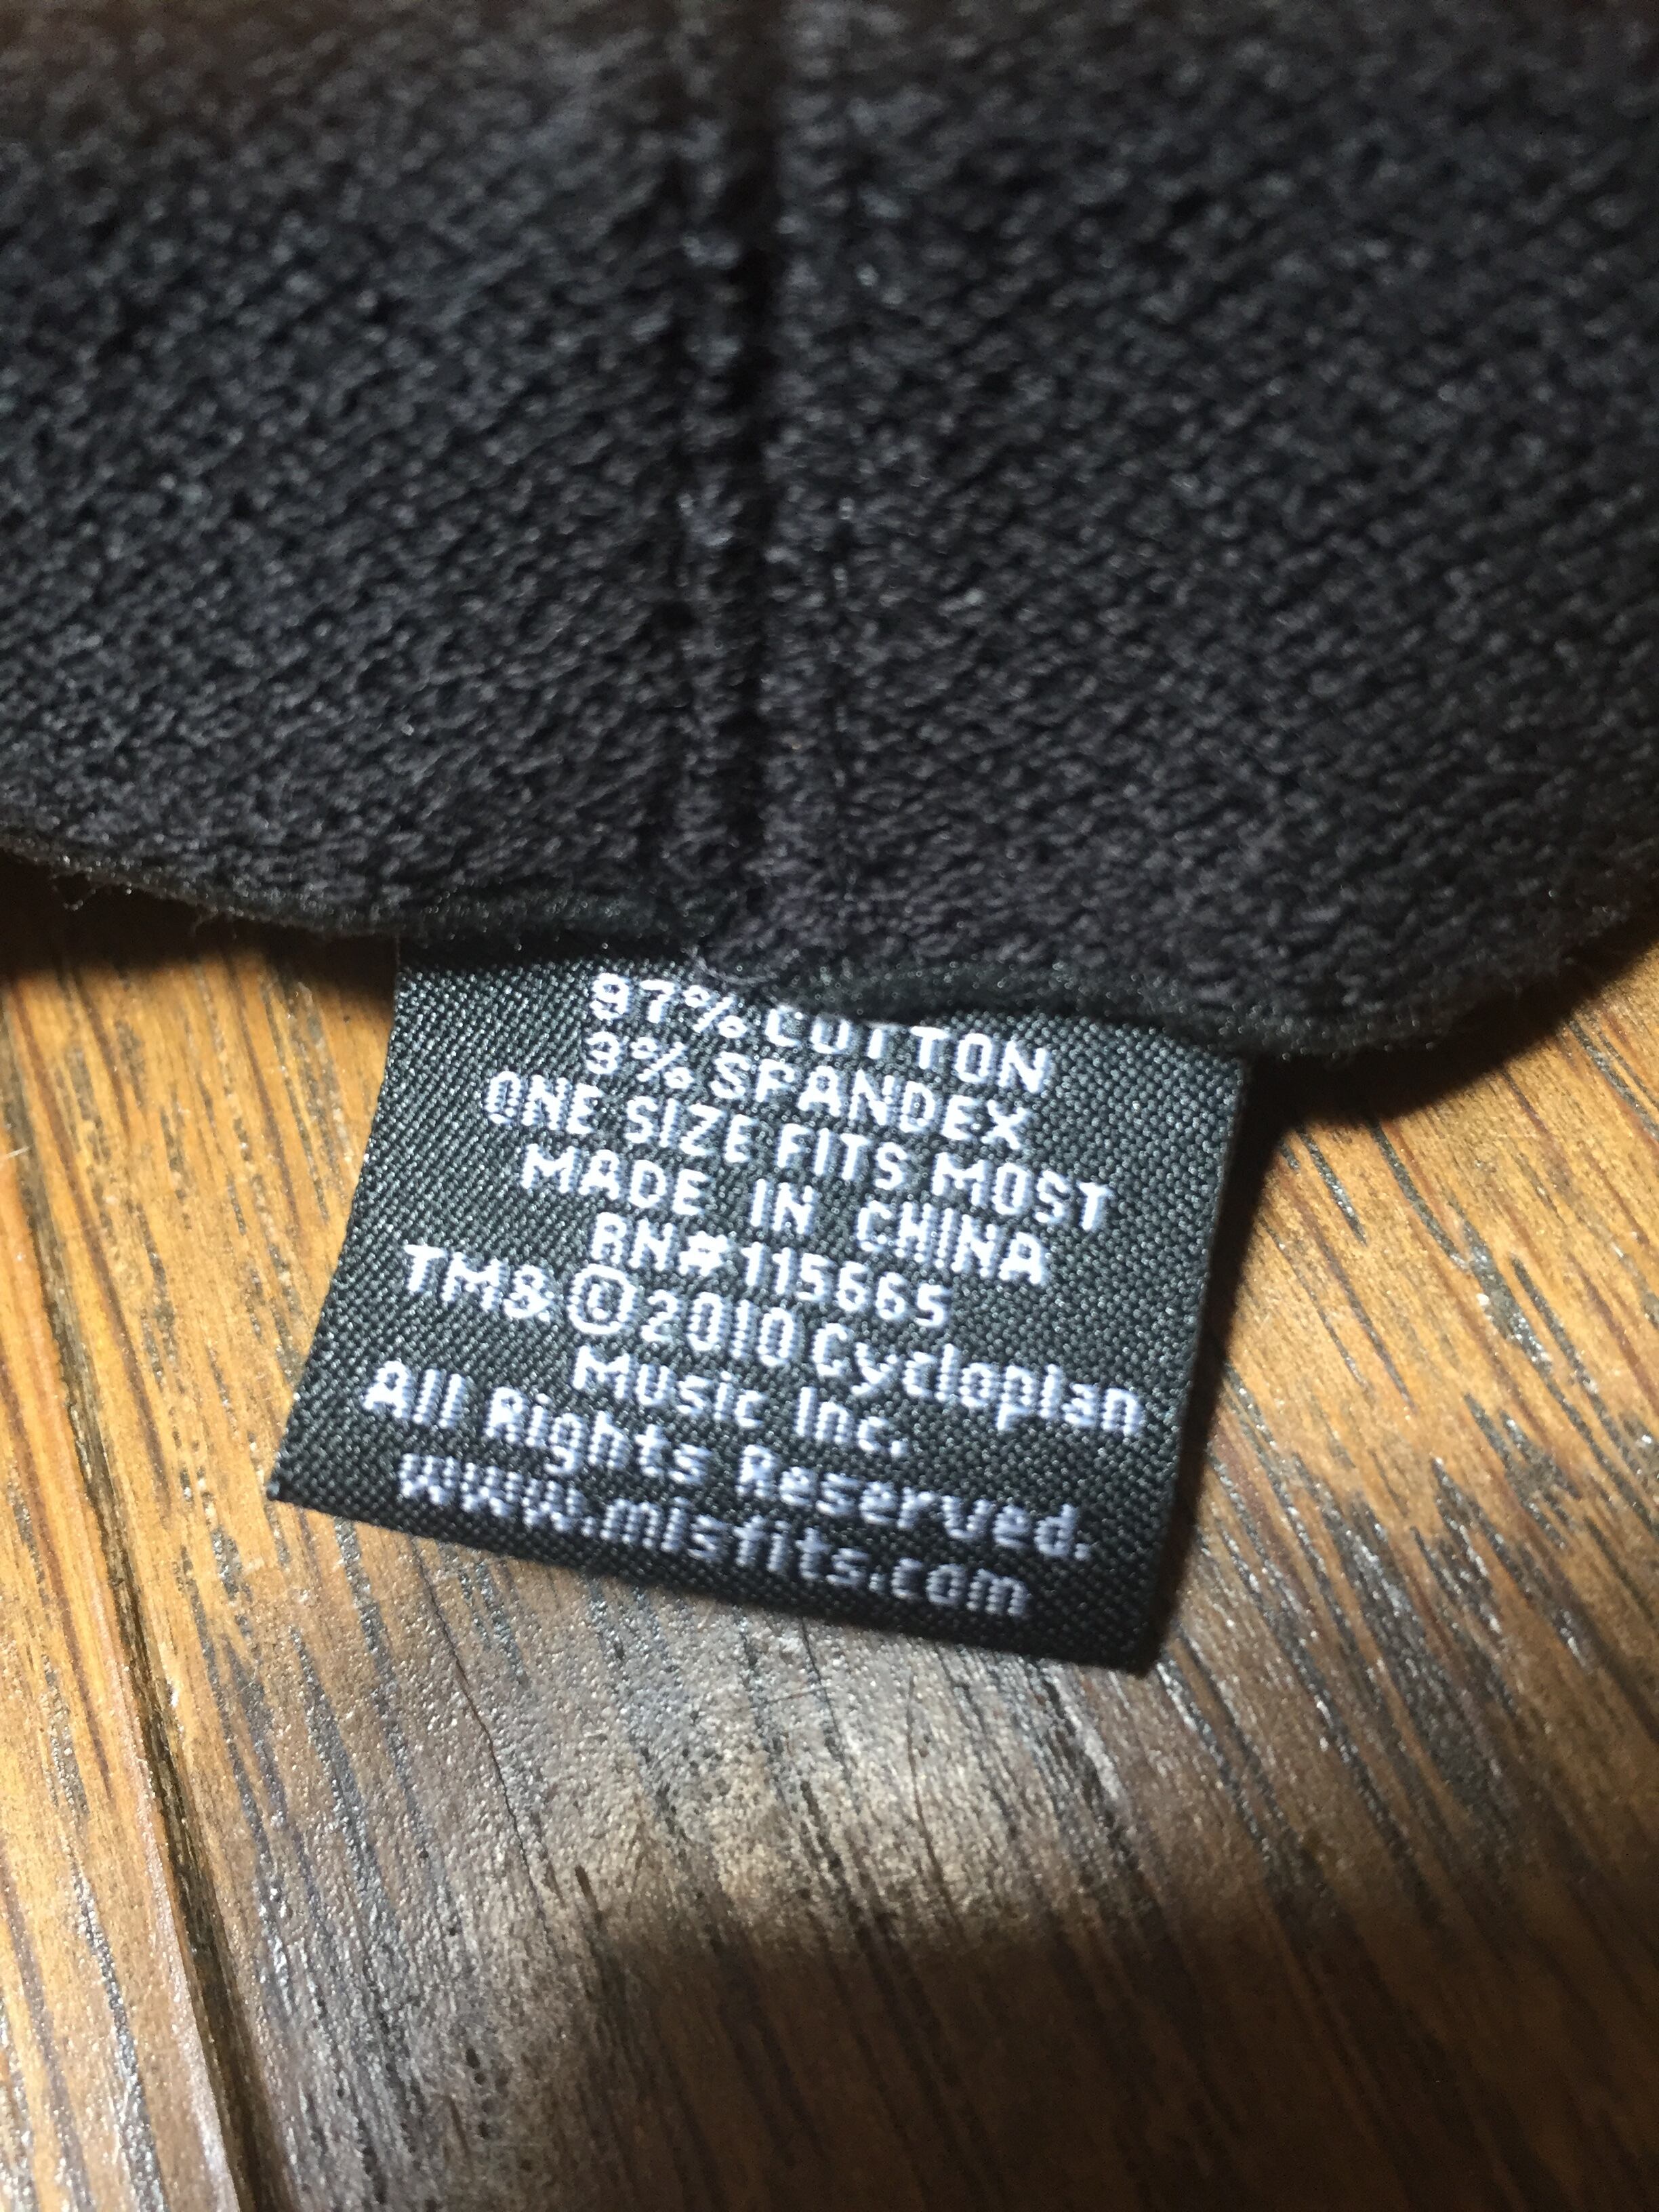 97% COTTON
3% SPANDEX
ONE SIZE FITS MOST
MADE IN CHINA
RN#115665
TM& © 2010 Cyclopian
Music Inc.
All Rights Reserved.
www.misfits.com